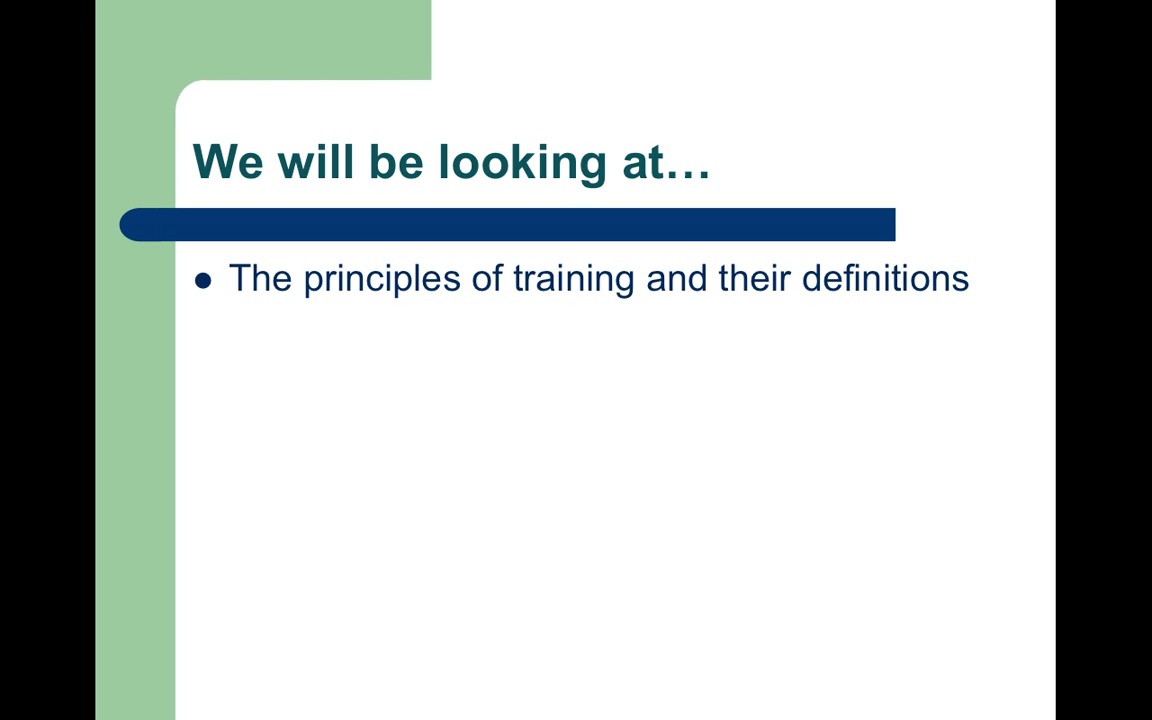 We will be looking at…
● The principles of training and their definitions